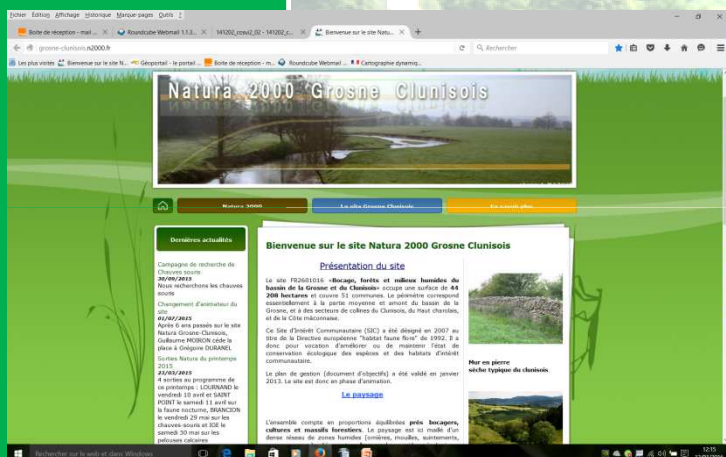 Fichier Édition Affichage Historique Marque-pages Outils ?
Boîte de réception - mail ...
Roundcube Webmail 1.1.3...
141202_cosui2_02 - 141202_c...
Bienvenue sur le site Natu...
grosne-clunisois.n2000.fr
Rechercher
Les plus visités Bienvenue sur le site N... Géoportail - le portail ... Boîte de réception - m... Roundcube Webmail ... Cartographie dynamiq...
Natura 2000 Grosne Clunisois
Natura 2000
Le site Grosne Clunisois
En savoir plus
Dernières actualités
Campagne de recherche de
Chauves souris
30/09/2015
Nous recherchons les chauves
souris
Changement d'animateur du
site
01/07/2015
Après 6 ans passés sur le site
Natura Grosne-Clunisois,
Guillaume MOIRON cède la
place à Grégoire DURANEL.
Sorties Natura du printemps
2015
23/03/2015
4 sorties au programme de
ce printemps : LOURNAND le
vendredi 10 avril et SAINT
POINT le samedi 11 avril sur
la faune nocturne, BRANCION
le vendredi 29 mai sur les
chauves-souris et IGE le
samedi 30 mai sur les
pelouses calcaires
Bienvenue sur le site Natura 2000 Grosne Clunisois
Présentation du site
Le site FR2601016 «Bocage, forêts et milieux humides du
bassin de la Grosne et du Clunisois» occupe une surface de 44
208 hectares et couvre 51 communes. Le périmètre correspond
essentiellement à la partie moyenne et amont du bassin de la
Grosne, et à des secteurs de collines du Clunisois, du Haut charolais,
et de la Côte mâconnaise.
Ce Site d'Intérêt Communautaire (SIC) a été désigné en 2007 au
titre de la Directive européenne "habitat faune flore" de 1992. Il a
donc pour vocation d'améliorer ou de maintenir l'état de
conservation écologique des espèces et des habitats d'intérêt
communautaire.
Le plan de gestion (document d'objectifs) a été validé en janvier
2013. Le site est donc en phase d'animation.
Le paysage
L'ensemble compte en proportions équilibrées prés bocagers,
cultures et massifs forestiers. Le paysage est ici maillé d'un
dense réseau de zones humides (ornières, mouilles, suintements,
Mur en pierre
sèche typique du clunisois
Rechercher sur le web et dans Windows
12:15